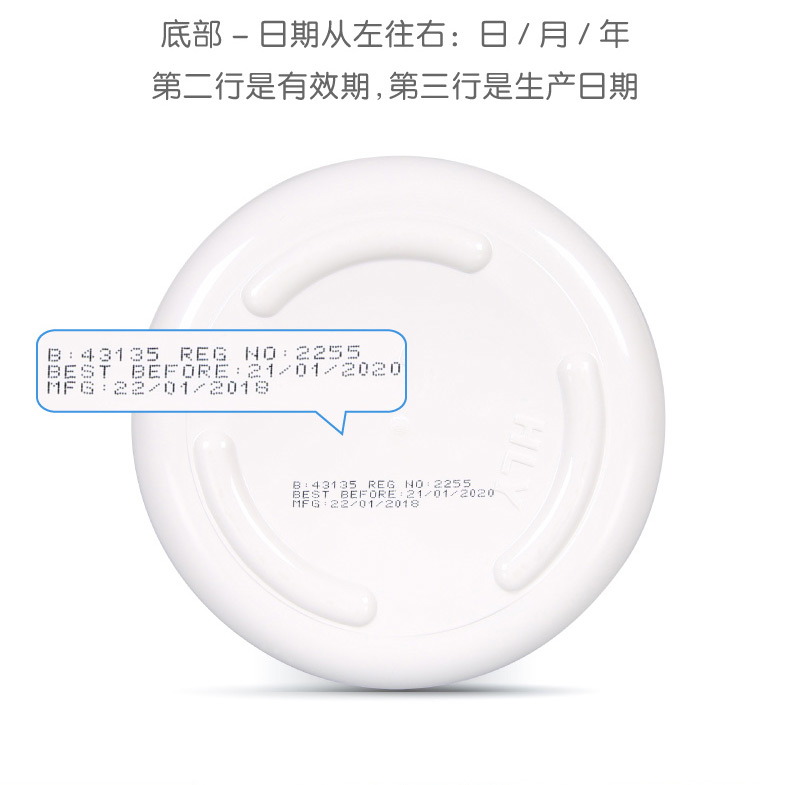 底部 – 日期从左往右：日 / 月 / 年
第二行是有效期,第三行是生产日期
B:43135 REG NO:2255
BEST BEFORE:21/01/2020
MFG:22/01/2018
HLY
B:43135 REG NO:2255
BEST BEFORE:21/01/2020
MFG:22/01/2018